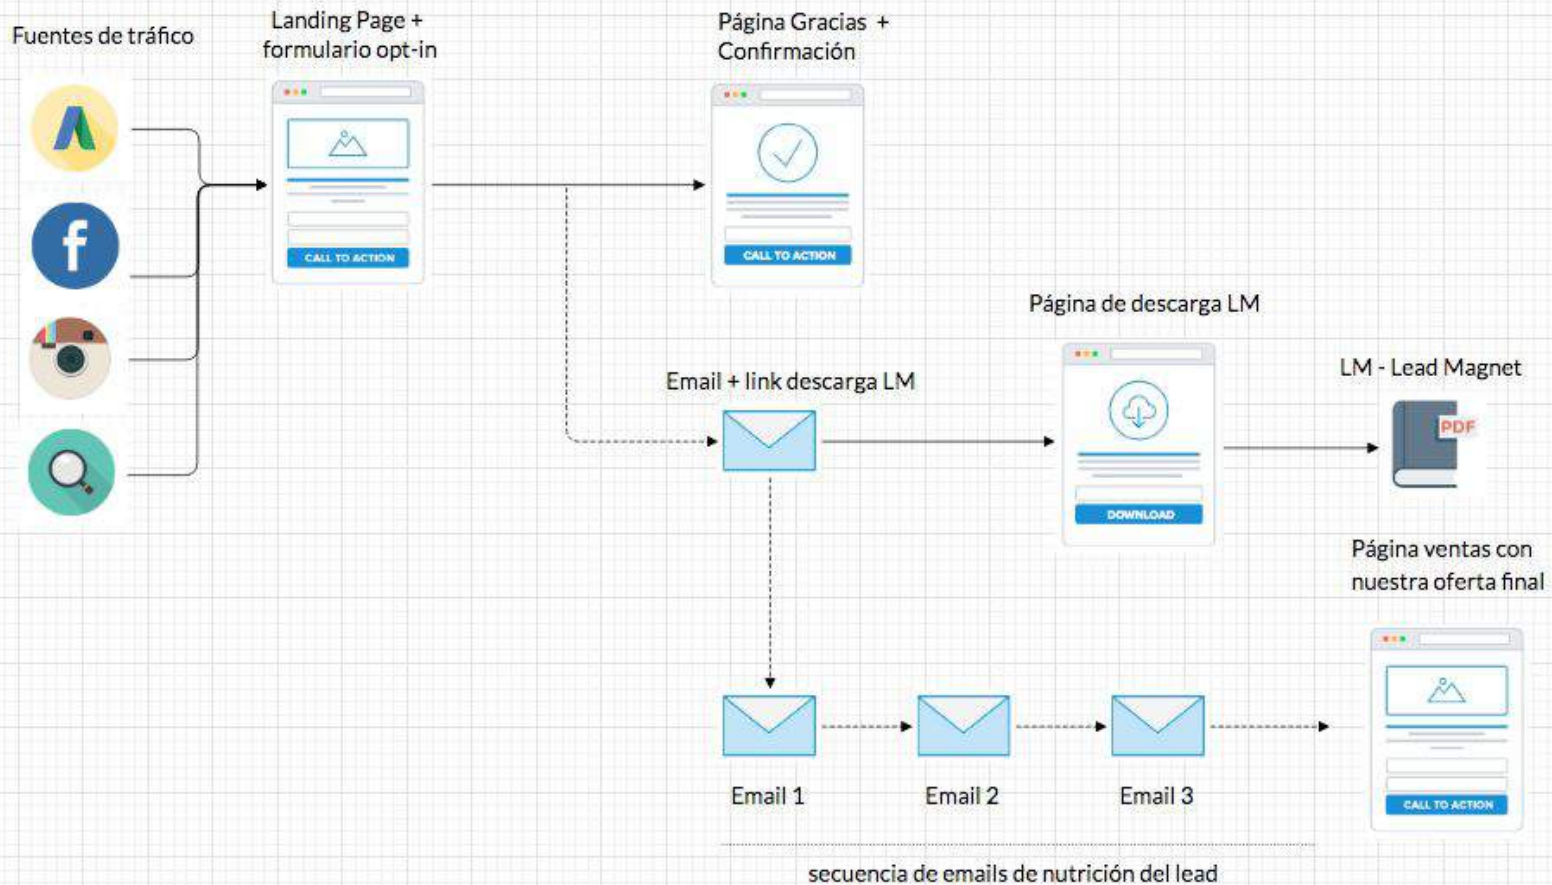 Fuentes de tráfico
Landing Page +
formulario opt-in
CALL TO ACTION
Página Gracias +
Confirmación
CALL TO ACTION
Email + link descarga LM
Página de descarga LM
DOWNLOAD
LM - Lead Magnet
PDF
Página ventas con
nuestra oferta final
CALL TO ACTION
Email 1
Email 2
Email 3
secuencia de emails de nutrición del lead